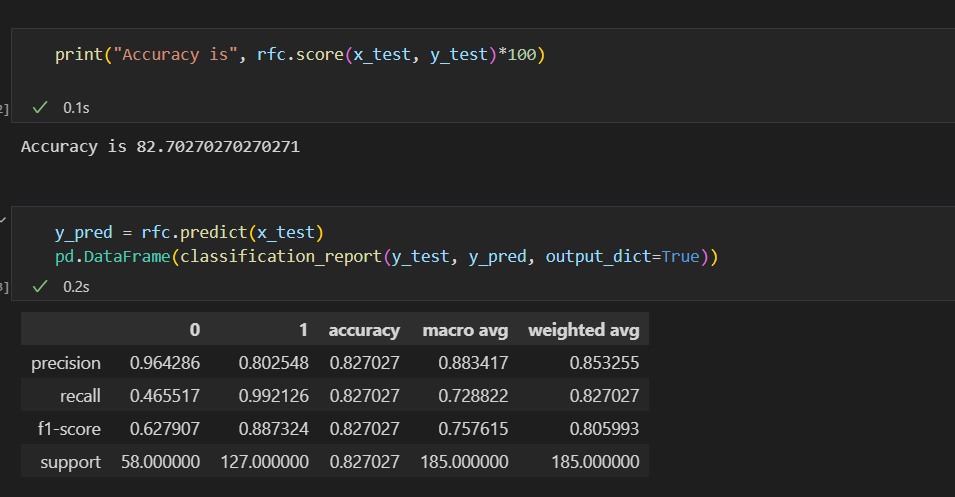 print("Accuracy is", rfc.score(x_test, y_test)*100)
2]
0.1s
Accuracy is 82.70270270270271
y_pred = rfc.predict(x_test)
pd.DataFrame(classification_report(y_test, y_pred, output_dict=True))
3]
0.2s
0 1 accuracy macro avg weighted avg
precision 0.964286 0.802548 0.827027 0.883417 0.853255
recall 0.465517 0.992126 0.827027 0.728822 0.827027
f1-score 0.627907 0.887324 0.827027 0.757615 0.805993
support 58.000000 127.000000 0.827027 185.000000 185.000000